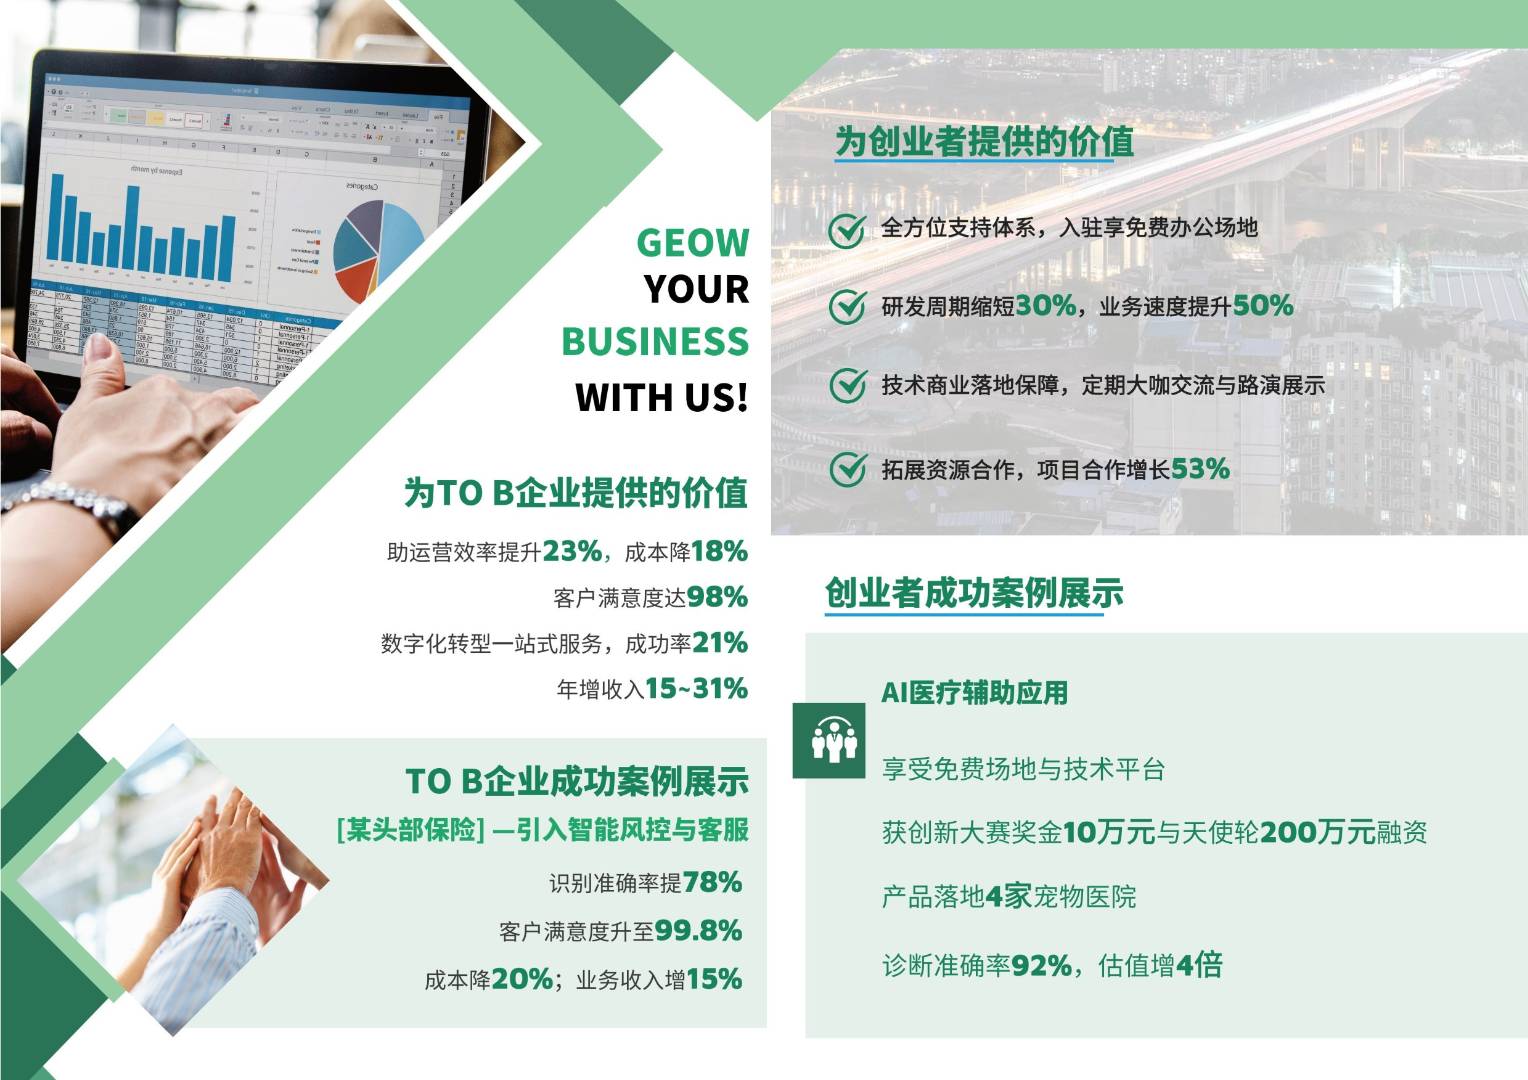 GEOW
YOUR
BUSINESS
WITH US!
为TO B企业提供的价值
助运营效率提升23%，成本降18%
客户满意度达98%
数字化转型一站式服务，成功率21%
年增收入15~31%
TO B企业成功案例展示
[某头部保险] —引入智能风控与客服
识别准确率提78%
客户满意度升至99.8%
成本降20%；业务收入增15%
为创业者提供的价值
全方位支持体系，入驻享免费办公场地
研发周期缩短30%，业务速度提升50%
技术商业落地保障，定期大咖交流与路演展示
拓展资源合作，项目合作增长53%
创业者成功案例展示
AI医疗辅助应用
享受免费场地与技术平台
获创新大赛奖金10万元与天使轮200万元融资
产品落地4家宠物医院
诊断准确率92%，估值增4倍